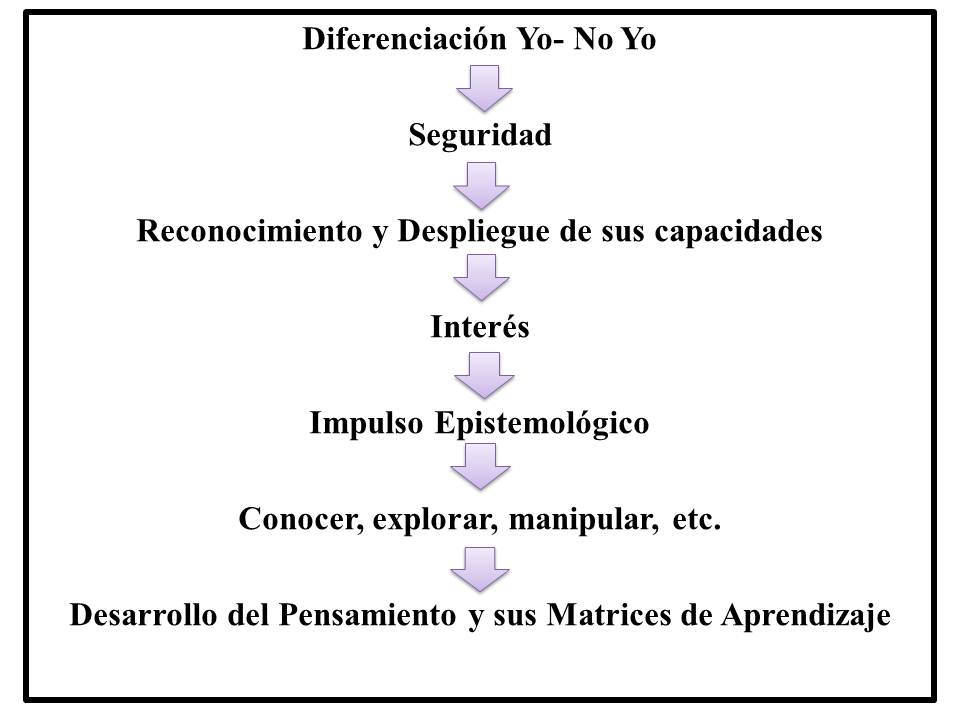 Diferenciación Yo- No Yo
Seguridad
Reconocimiento y Despliegue de sus capacidades
Interés
Impulso Epistemológico
Conocer, explorar, manipular, etc.
Desarrollo del Pensamiento y sus Matrices de Aprendizaje